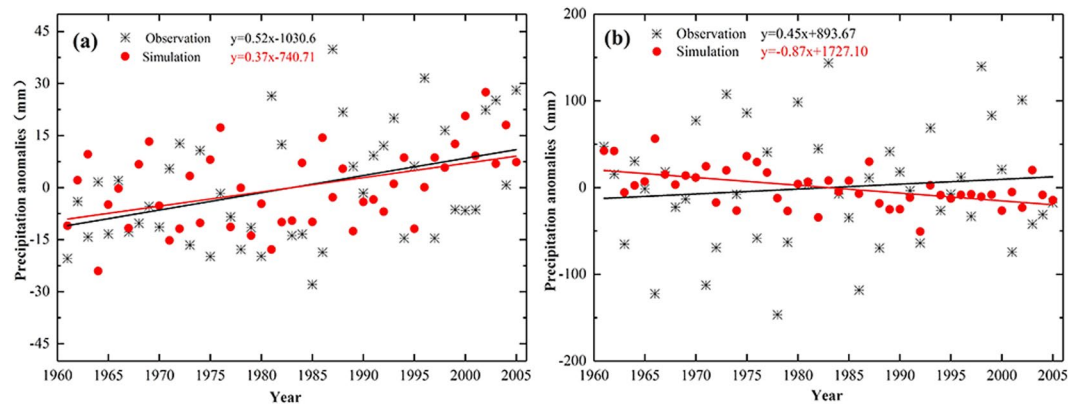 (a)
Observation y=0.52x-1030.6
Simulation y=0.37x-740.71
Precipitation anomalies（mm）
45
30
15
0
-15
-30
-45
1960 1965 1970 1975 1980 1985 1990 1995 2000 2005
Year
(b)
Observation y=0.45x+893.67
Simulation y=-0.87x+1727.10
Precipitation anomalies（mm）
200
100
0
-100
-200
1960 1965 1970 1975 1980 1985 1990 1995 2000 2005
Year